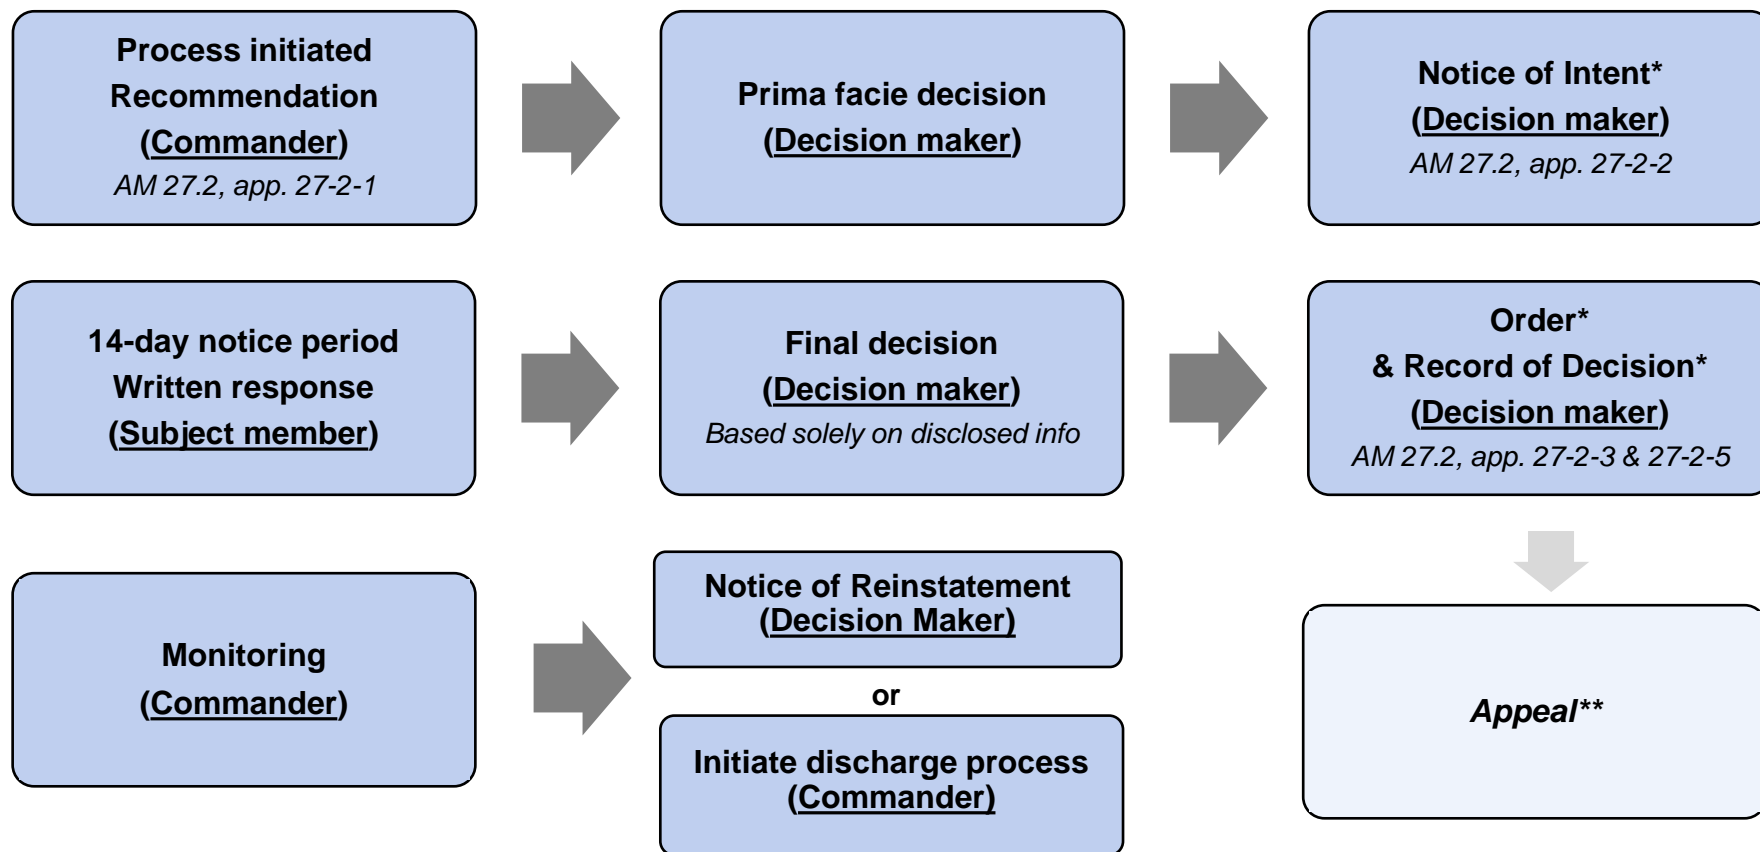 Process initiated
Recommendation
(Commander)
AM 27.2, app. 27-2-1
Prima facie decision
(Decision maker)
Notice of Intent*
(Decision maker)
AM 27.2, app. 27-2-2
14-day notice period
Written response
(Subject member)
Final decision
(Decision maker)
Based solely on disclosed info
Order*
& Record of Decision*
(Decision maker)
AM 27.2, app. 27-2-3 & 27-2-5
Monitoring
(Commander)
Notice of Reinstatement
(Decision Maker)
or
Initiate discharge process
(Commander)
Appeal**